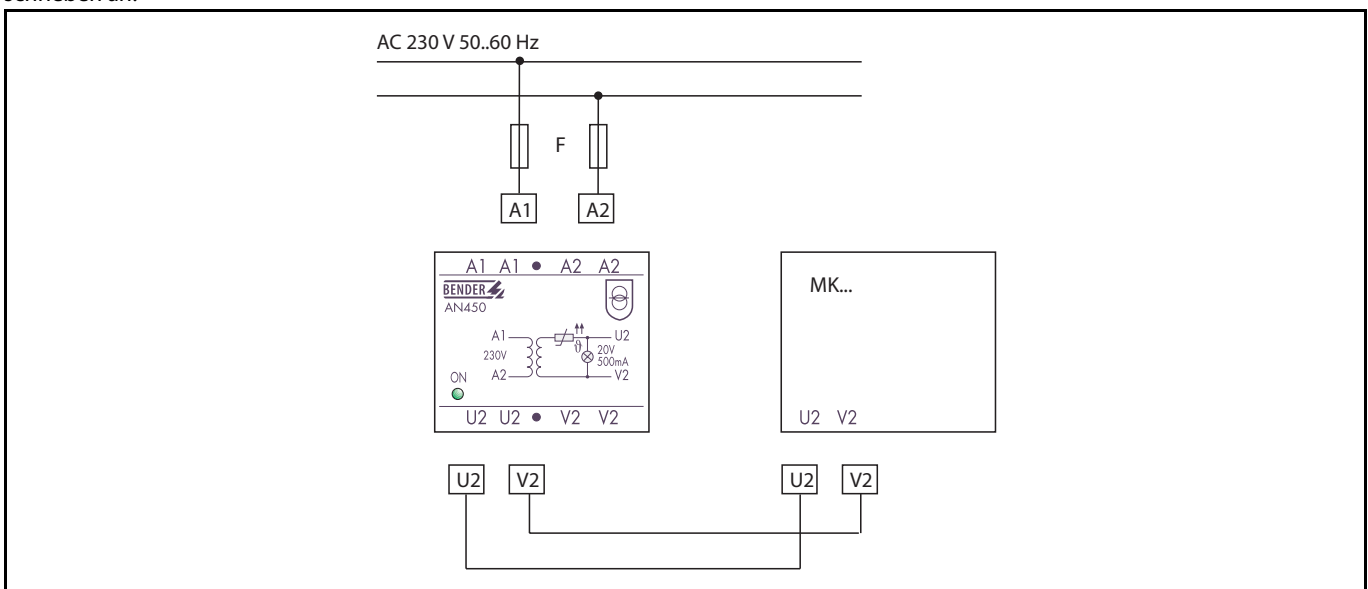 AC 230 V 50..60 Hz
F
A1 A2
A1 A1 • A2 A2
BENDER
AN450
MK...
A1 U2
230V ϑ 20V
500mA
ON A2 V2
U2 U2 • V2 V2
U2 V2
U2 V2 U2 V2